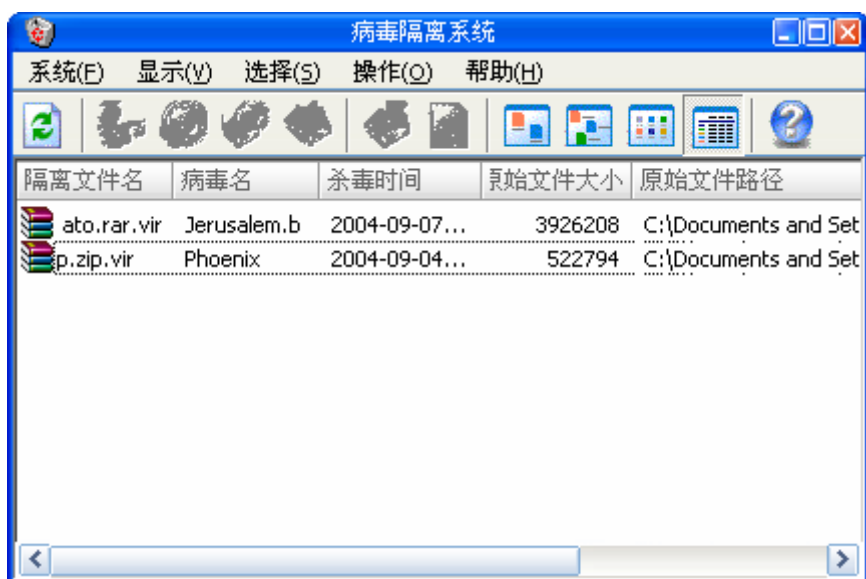 病毒隔离系统
系统(F) 显示(V) 选择(S) 操作(O) 帮助(H)
隔离文件名 病毒名 杀毒时间 原始文件大小 原始文件路径
ato.rar.vir Jerusalem.b 2004-09-07... 3926208 C:\Documents and Set
p.zip.vir Phoenix 2004-09-04... 522794 C:\Documents and Set